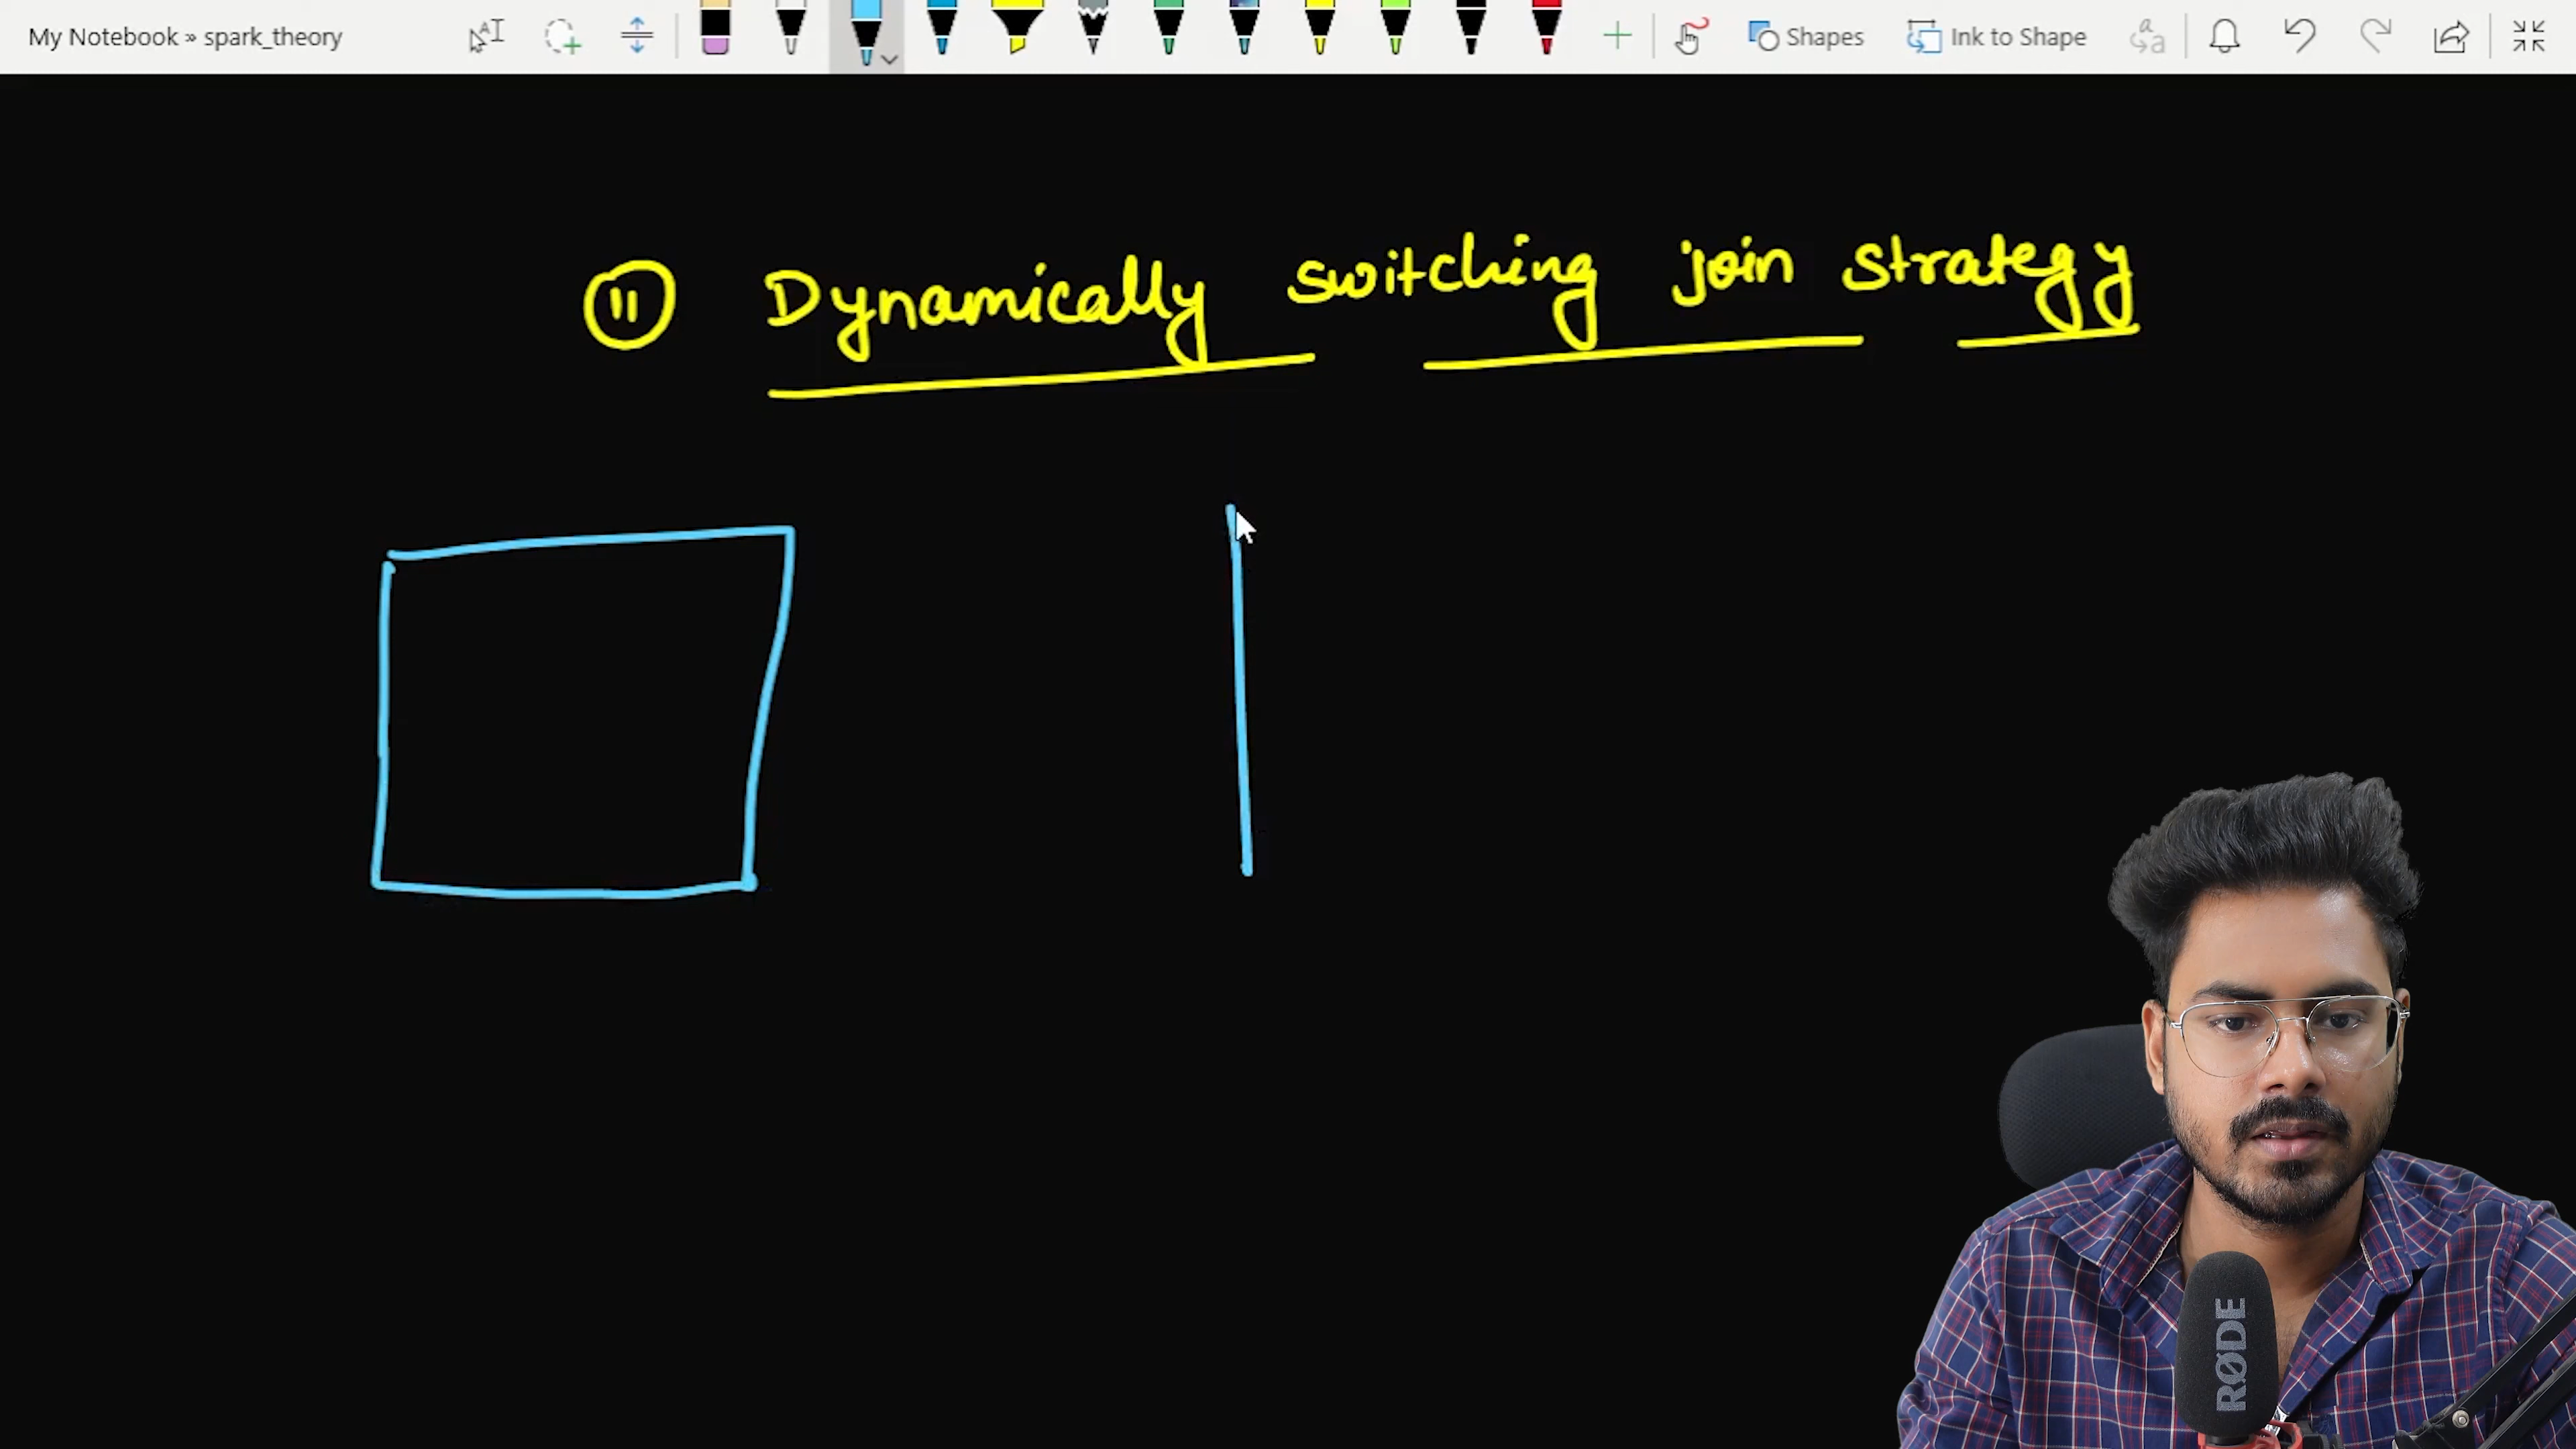 My Notebook » spark_theory
Shapes
Ink to Shape
11 Dynamically switching join strategy
RØDE